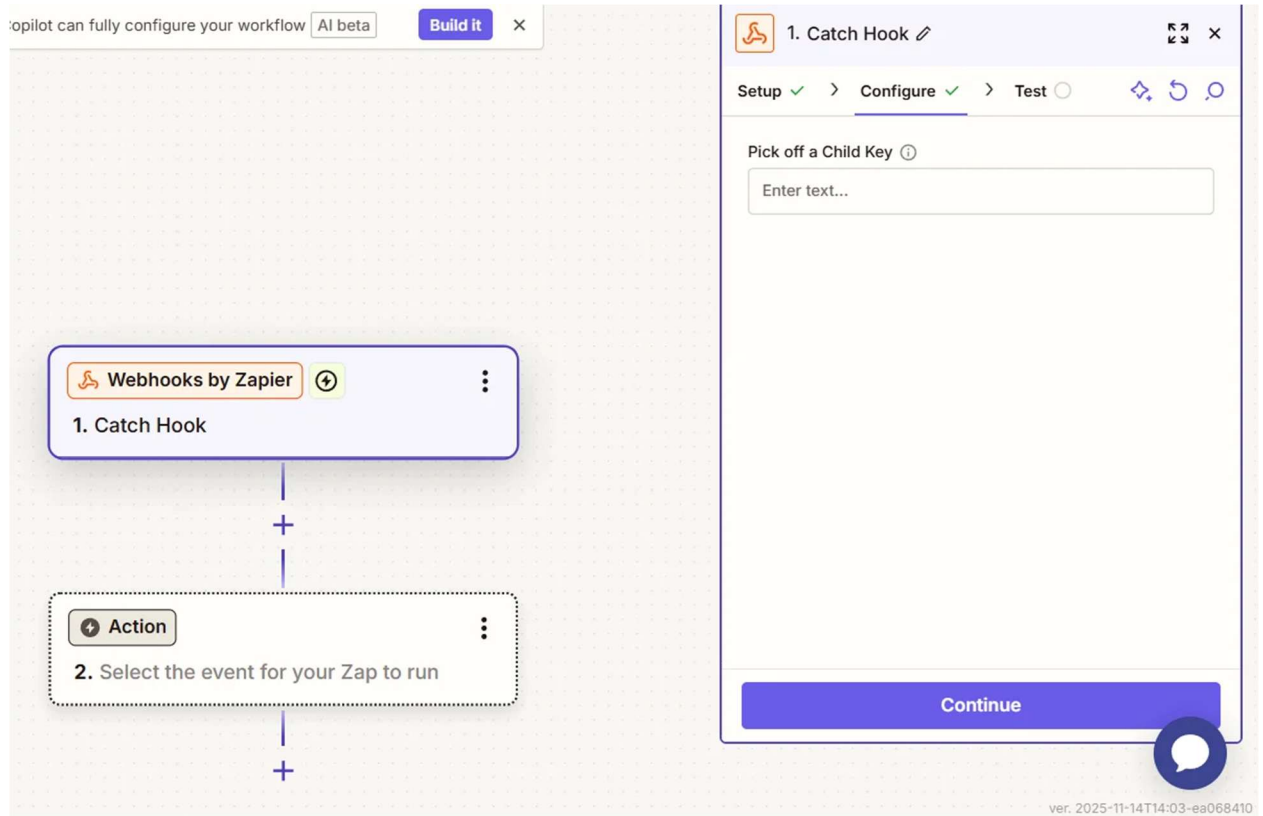 opilot can fully configure your workflow AI beta Build it
1. Catch Hook
Setup Configure Test
Pick off a Child Key
Enter text...
Webhooks by Zapier
1. Catch Hook
Action
2. Select the event for your Zap to run
Continue
ver. 2025-11-14T14:03-ea068410